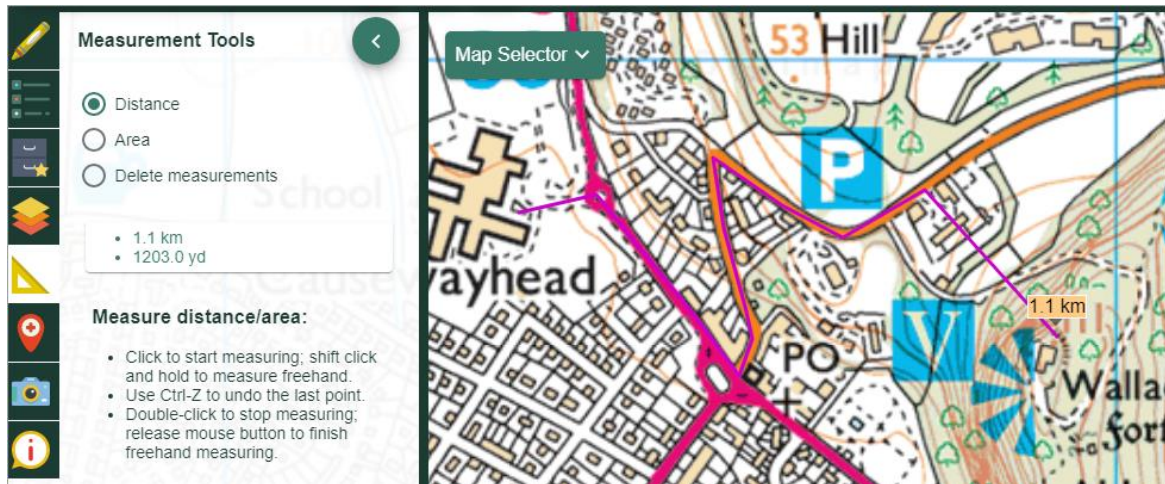 Measurement Tools
Distance
Area
Delete measurements
School
• 1.1 km
• 1203.0 yd
Measure distance/area:
• Click to start measuring; shift click
and hold to measure freehand.
• Use Ctrl-Z to undo the last point.
• Double-click to stop measuring;
release mouse button to finish
freehand measuring.
Map Selector
53 Hill
P
wayhead
1.1 km
V
PO
Walla